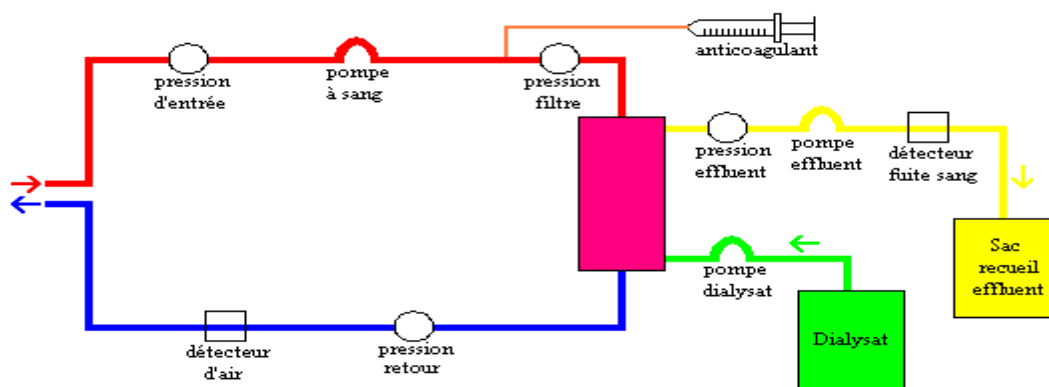 anticoagulant
pression
d'entrée
pompe
à sang
pression
filtre
pression
effluent
pompe
effluent
détecteur
fuite sang
Sac
recueil
effluent
pompe
dialysat
Dialysat
détecteur
d'air
pression
retour